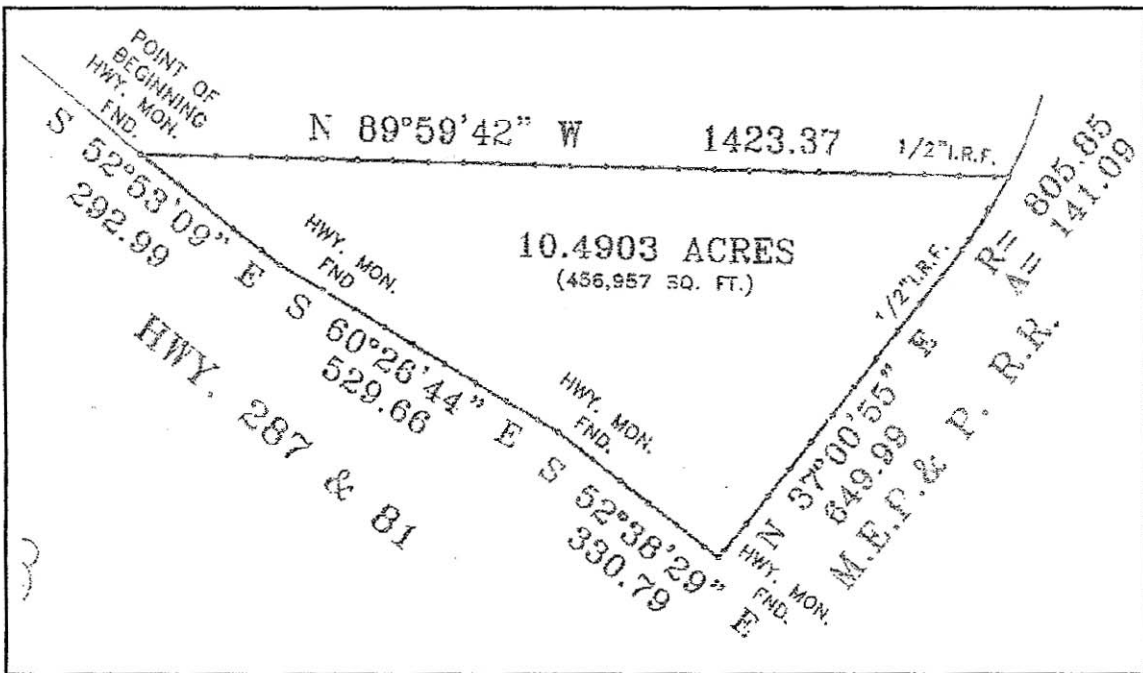 POINT OF
BEGINNING
HWY. MON.
FND.
N 89°59'42" W 1423.37
1/2"I.R.F.
R= 805.85
A= 141.09
S 52°53'09" E
292.99
HWY. MON.
FND
10.4903 ACRES
(456,957 SQ. FT.)
1/2"I.R.F.
S 60°26'44" E
529.66
HWY. MON.
FND.
N 37°00'55" E
649.99
M.E.P.& P. R.R.
HWY. 287 & 81
S 52°38'29" E
330.79
HWY. MON.
FND.